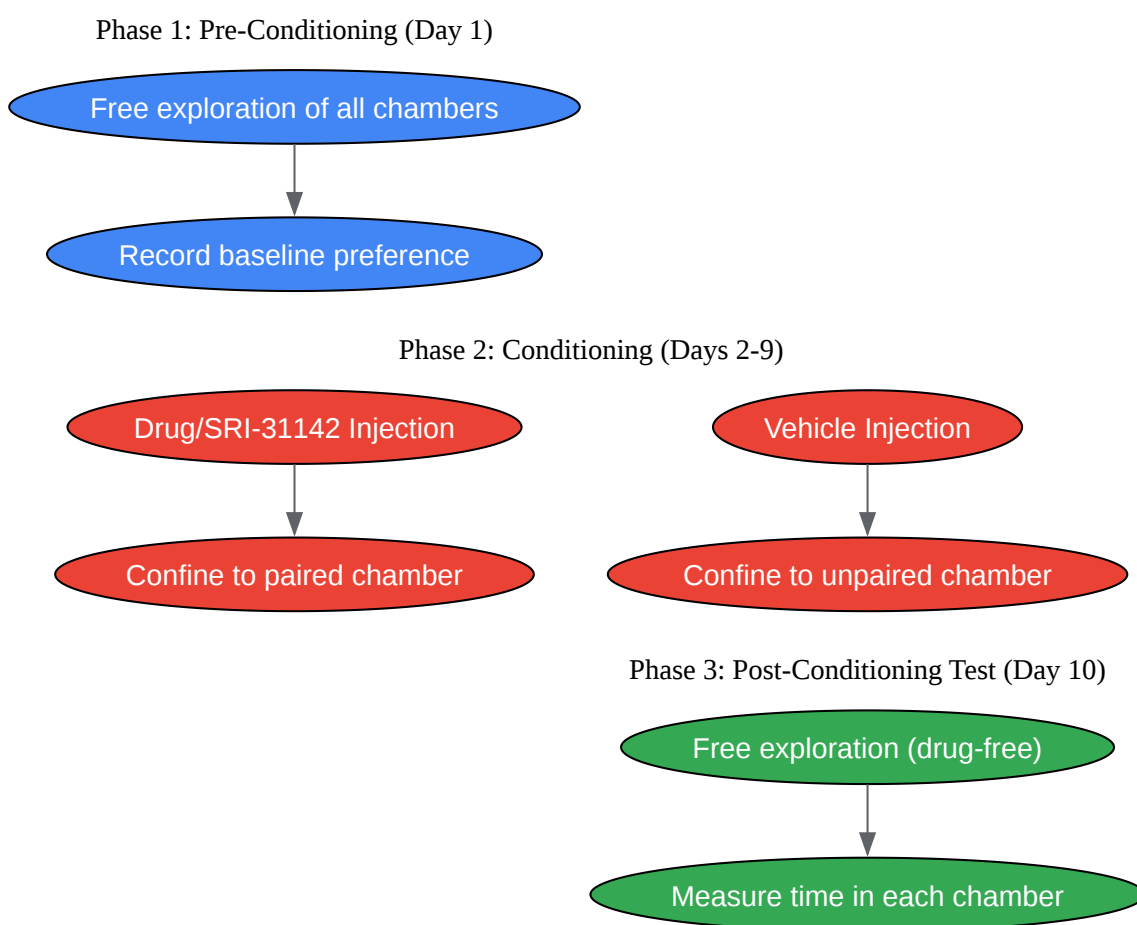 Phase 1: Pre-Conditioning (Day 1)
Free exploration of all chambers
Record baseline preference
Phase 2: Conditioning (Days 2-9)
Drug/SRI-31142 Injection
Vehicle Injection
Confine to paired chamber
Confine to unpaired chamber
Phase 3: Post-Conditioning Test (Day 10)
Free exploration (drug-free)
Measure time in each chamber